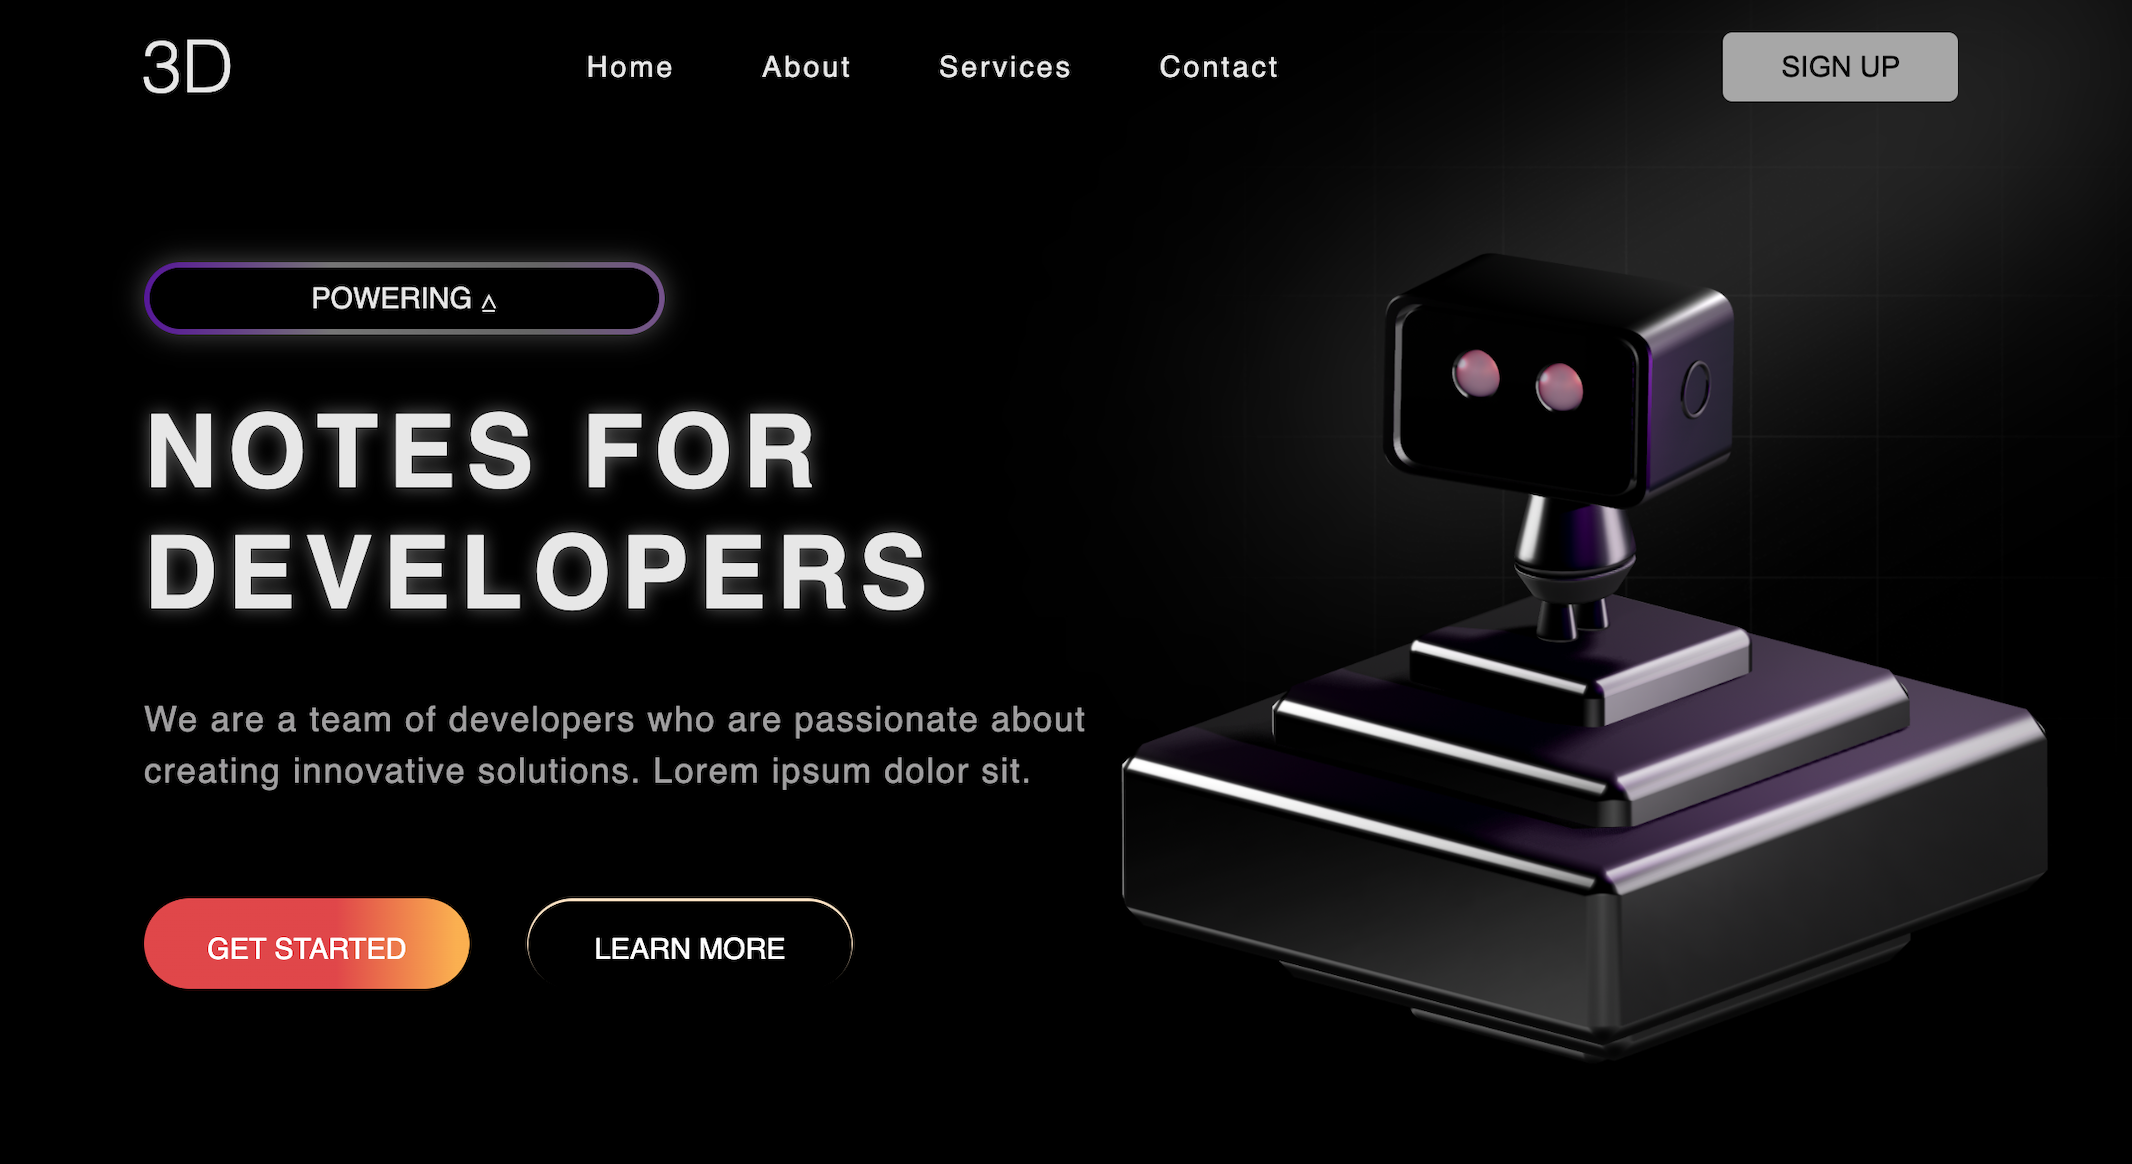 3D
Home
About
Services
Contact
SIGN UP
POWERING
NOTES FOR
DEVELOPERS
We are a team of developers who are passionate about
creating innovative solutions. Lorem ipsum dolor sit.
GET STARTED
LEARN MORE